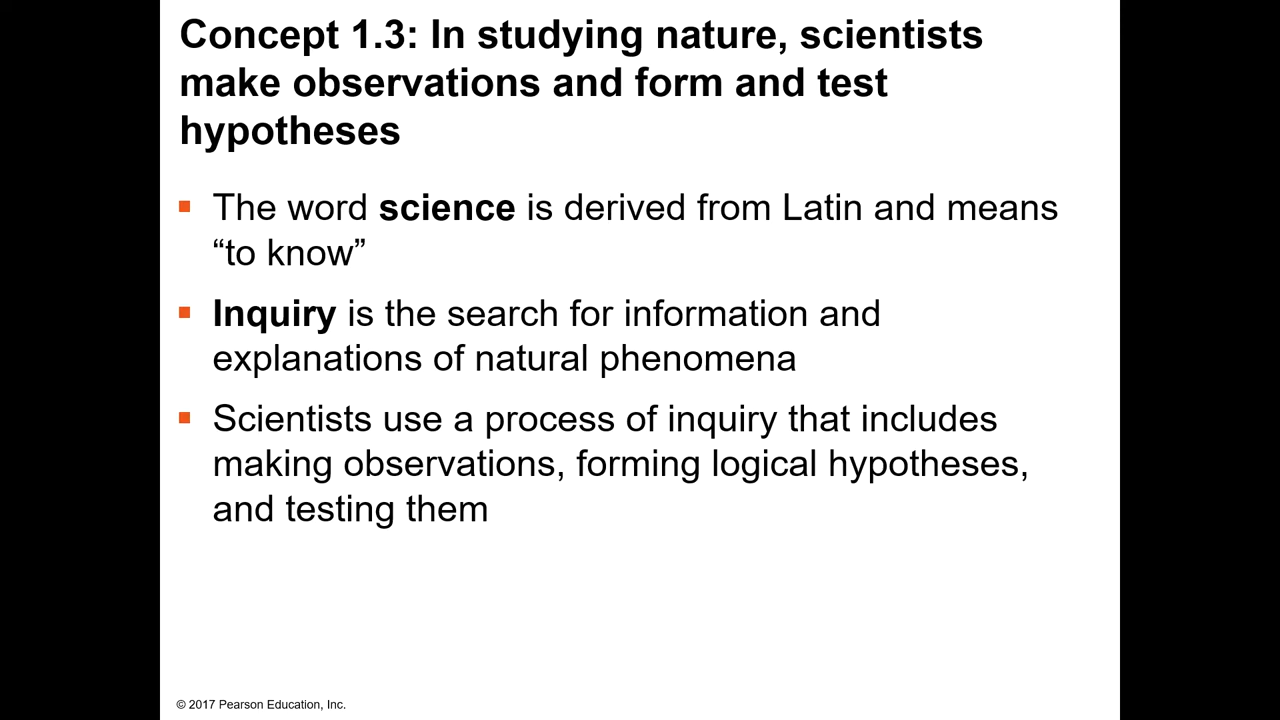 Concept 1.3: In studying nature, scientists
make observations and form and test
hypotheses
The word science is derived from Latin and means
“to know”
Inquiry is the search for information and
explanations of natural phenomena
Scientists use a process of inquiry that includes
making observations, forming logical hypotheses,
and testing them
© 2017 Pearson Education, Inc.